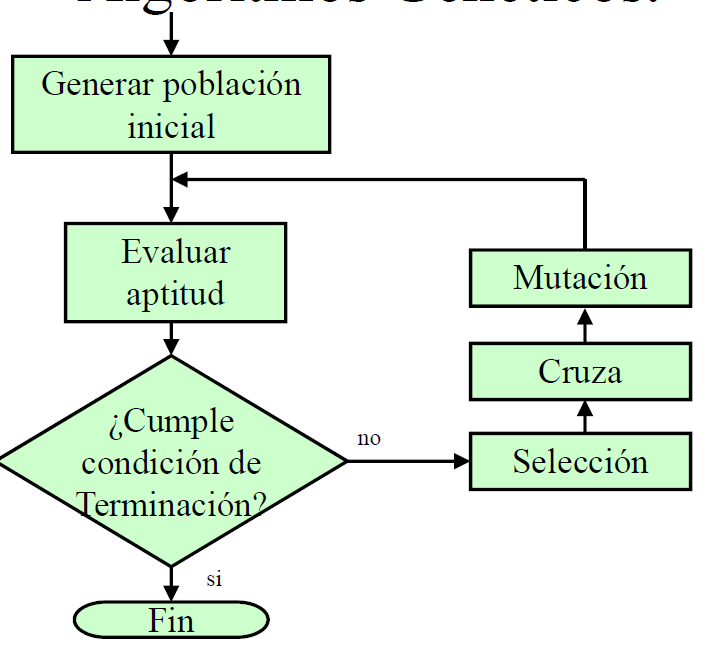 Generar población
inicial
Evaluar
aptitud
¿Cumple
condición de
Terminación?
no
si
Fin
Mutación
Cruza
Selección